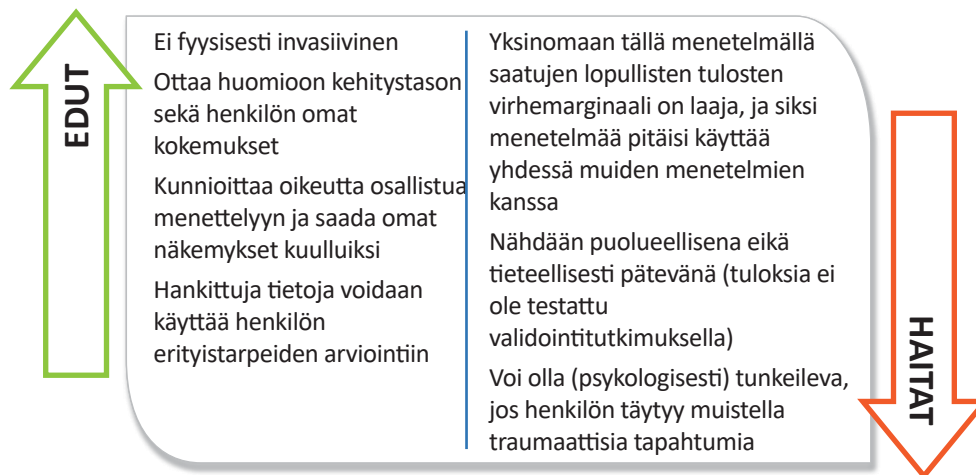 EDUT
Ei fyysisesti invasiivinen
Ottaa huomioon kehitystason
sekä henkilön omat
kokemukset
Kunnioittaa oikeutta osallistua
menettelyyn ja saada omat
näkemykset kuulluiksi
Hankittuja tietoja voidaan
käyttää henkilön
erityistarpeiden arviointiin
Yksinomaan tällä menetelmällä
saatujen lopullisten tulosten
virhemarginaali on laaja, ja siksi
menetelmää pitäisi käyttää
yhdessä muiden menetelmien
kanssa
Nähdään puolueellisena eikä
tieteellisesti pätevänä (tuloksia ei
ole testattu
validointitutkimuksella)
Voi olla (psykologisesti) tunkeileva,
jos henkilön täytyy muistella
traumaattisia tapahtumia
HAITAT